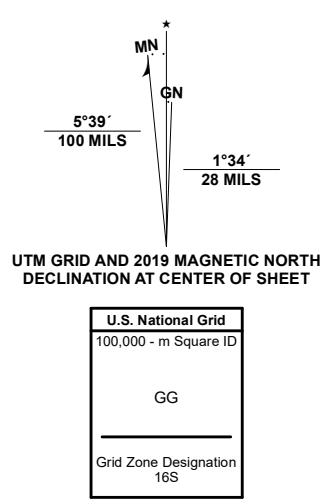 MN
GN
5°39´
100 MILS
1°34´
28 MILS
UTM GRID AND 2019 MAGNETIC NORTH
DECLINATION AT CENTER OF SHEET
U.S. National Grid
100,000 - m Square ID
GG
Grid Zone Designation
16S